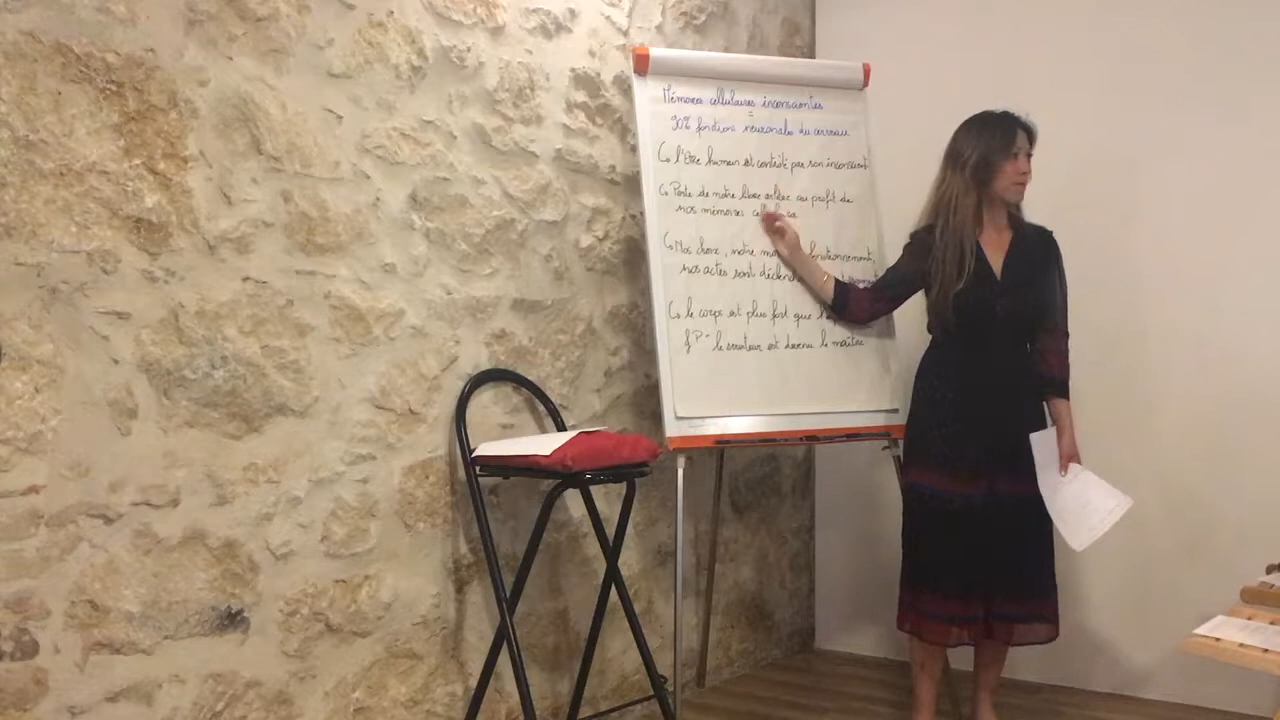 Mémoires cellulaires inconscientes
=
90% fonctions neuronales du cerveau
l'Être humain est contrôlé par son inconscient
Perte de notre libre arbitre au profit de
nos mémoires
Nos choix, notre fonctionnement,
nos actes sont
le corps est plus fort que
le serviteur est devenu le maître